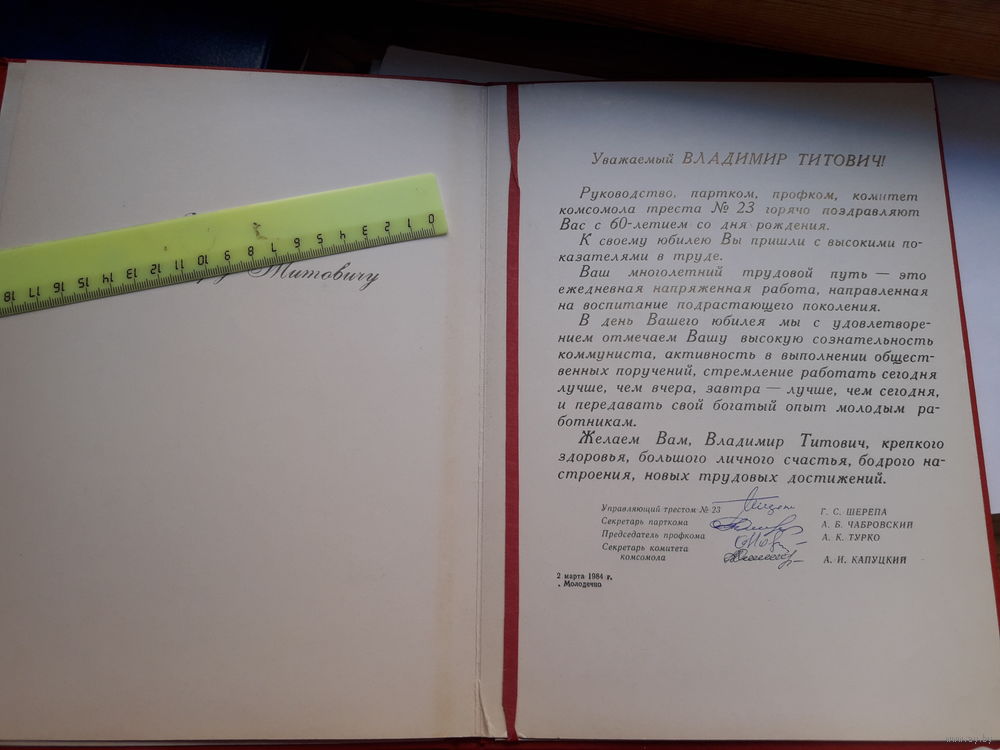 Титовичу
0 1 2 3 4 5 6 7 8 9 10 11 12 13 14 15 16 17 18
Уважаемый ВЛАДИМИР ТИТОВИЧ!
Руководство, партком, профком, комитет
комсомола треста № 23 горячо поздравляют
Вас с 60-летием со дня рождения.
К своему юбилею Вы пришли с высокими по-
казателями в труде.
Ваш многолетний трудовой путь — это
ежедневная напряженная работа, направленная
на воспитание подрастающего поколения.
В день Вашего юбилея мы с удовлетворе-
нием отмечаем Вашу высокую сознательность
коммуниста, активность в выполнении общест-
венных поручений, стремление работать сегодня
лучше, чем вчера, завтра — лучше, чем сегодня,
и передавать свой богатый опыт молодым ра-
ботникам.
Желаем Вам, Владимир Титович, крепкого
здоровья, большого личного счастья, бодрого на-
строения, новых трудовых достижений.
Управляющий трестом № 23 Г. С. ШЕРЕПА
Секретарь парткома А. Б. ЧАБРОВСКИЙ
Председатель профкома А. К. ТУРКО
Секретарь комитета
комсомола А. И. КАПУЦКИЙ
2 марта 1984 г.
г. Молодечно